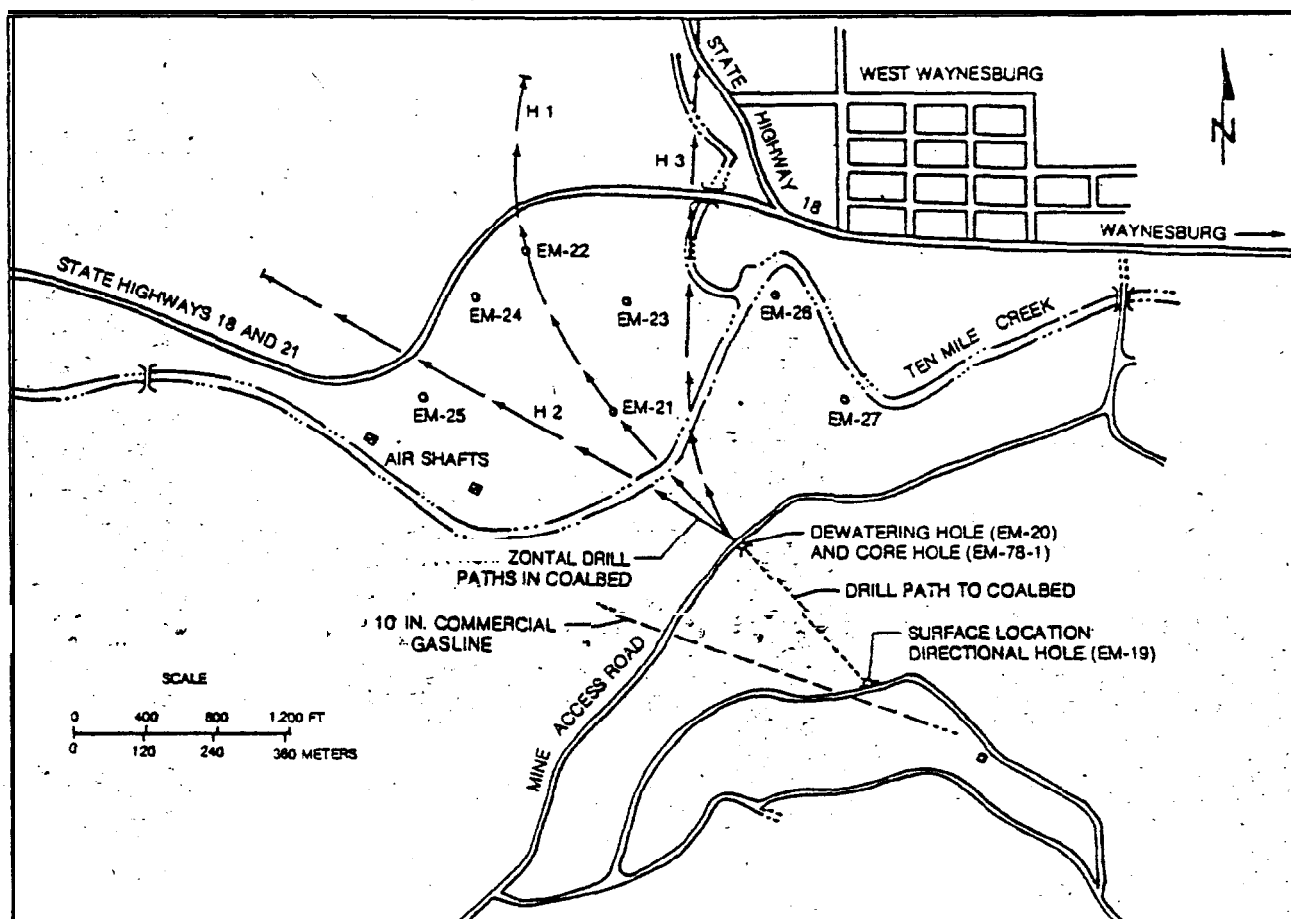 STATE HIGHWAY 18
WEST WAYNESBURG
N
H 1
H 3
WAYNESBURG
EM-22
STATE HIGHWAYS 18 AND 21
EM-24
EM-23
EM-26
TEN MILE CREEK
EM-25
H 2
EM-21
EM-27
AIR SHAFTS
DEWATERING HOLE (EM-20)
AND CORE HOLE (EM-78-1)
ZONTAL DRILL
PATHS IN COALBED
DRILL PATH TO COALBED
10 IN. COMMERCIAL
GASLINE
SURFACE LOCATION
DIRECTIONAL HOLE (EM-19)
MINE ACCESS ROAD
SCALE
0 400 800 1.200 FT
0 120 240 360 METERS